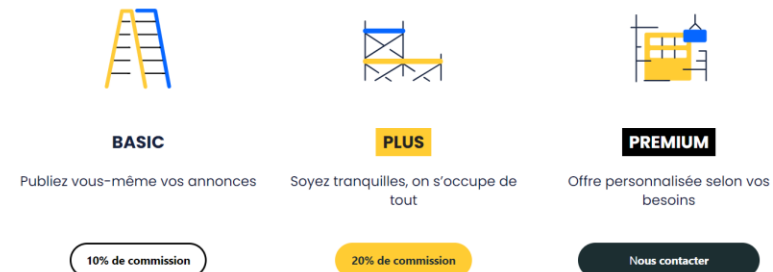 BASIC
Publiez vous-même vos annonces
10% de commission
PLUS
Soyez tranquilles, on s'occupe de
tout
20% de commission
PREMIUM
Offre personnalisée selon vos
besoins
Nous contacter